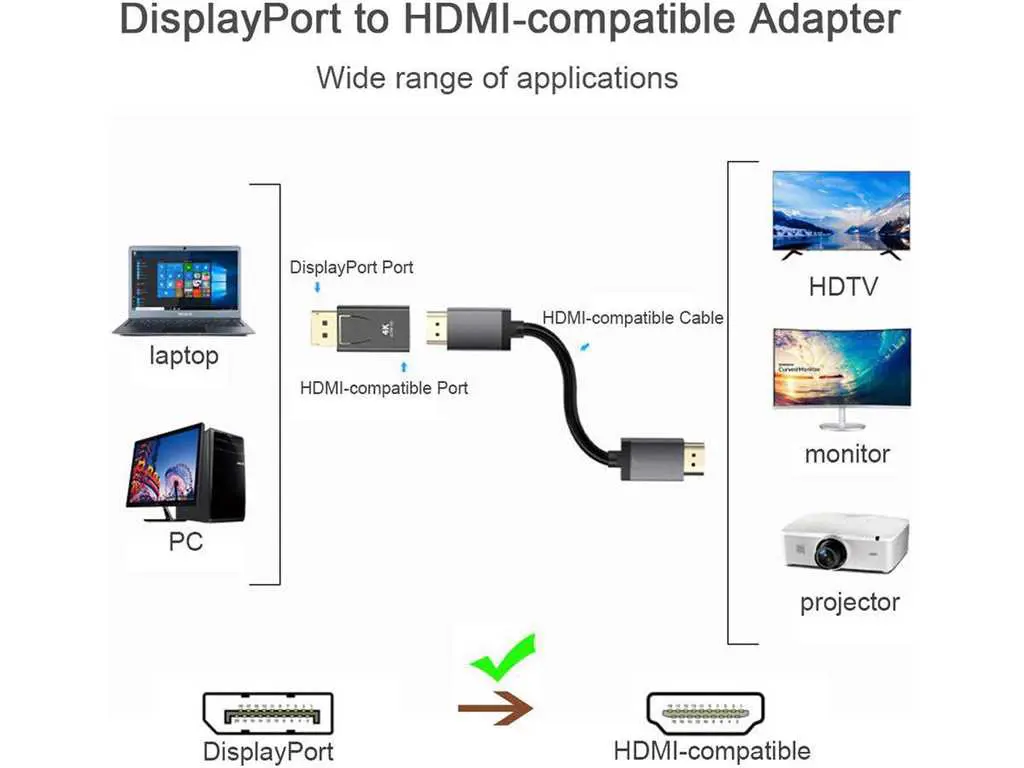 DisplayPort to HDMI-compatible Adapter
Wide range of applications
DisplayPort Port
4K
HDMI-compatible Port
HDMI-compatible Cable
laptop
PC
HDTV
CurvedMonitor
monitor
projector
DisplayPort
HDMI-compatible